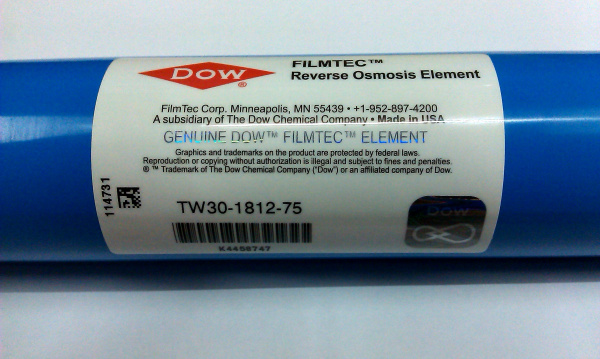 DOW
®
FILMTEC™
Reverse Osmosis Element
FilmTec Corp. Minneapolis, MN 55439 • +1-952-897-4200
A subsidiary of The Dow Chemical Company • Made in USA
GENUINE DOW™ FILMTEC™ ELEMENT
Graphics and trademarks on the product are protected by federal laws.
Reproduction or copying without authorization is illegal and subject to fines and penalties.
® ™ Trademark of The Dow Chemical Company ("Dow") or an affiliated company of Dow.
114731
TW30-1812-75
K4458747
DOW